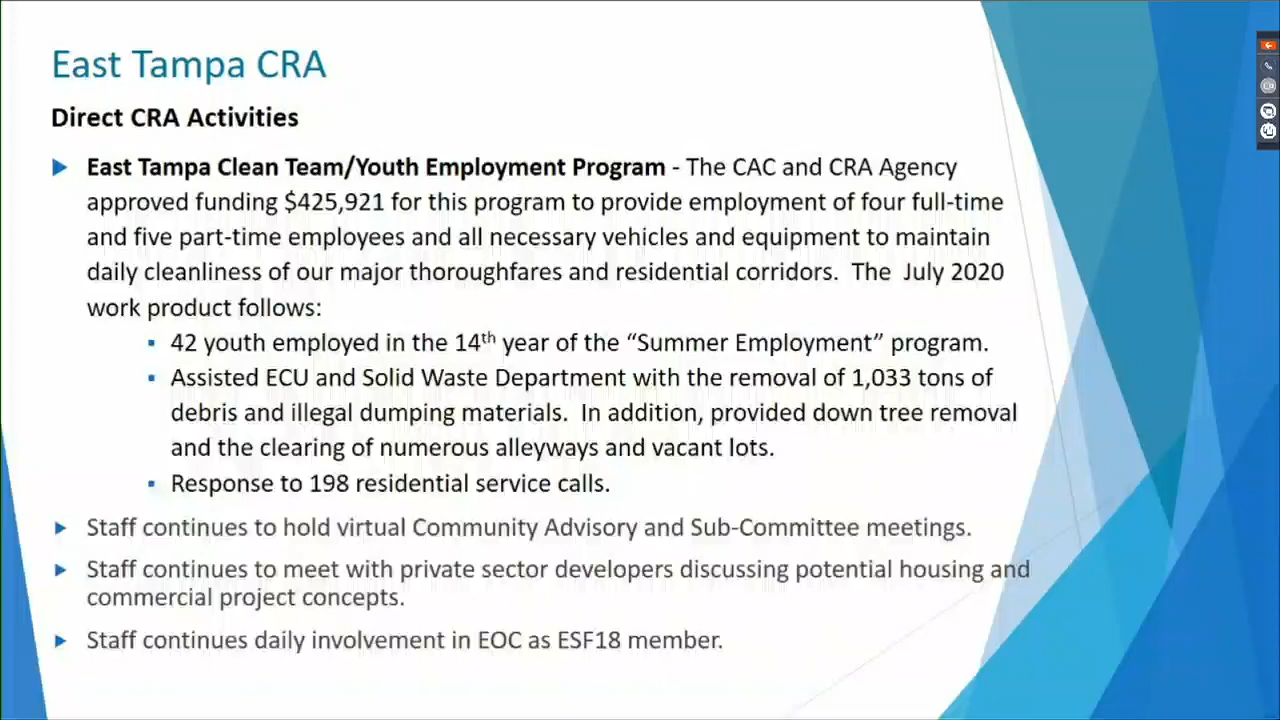 East Tampa CRA
Direct CRA Activities
East Tampa Clean Team/Youth Employment Program - The CAC and CRA Agency
approved funding $425,921 for this program to provide employment of four full-time
and five part-time employees and all necessary vehicles and equipment to maintain
daily cleanliness of our major thoroughfares and residential corridors.  The  July 2020
work product follows:
42 youth employed in the 14th year of the “Summer Employment” program.
Assisted ECU and Solid Waste Department with the removal of 1,033 tons of
debris and illegal dumping materials.  In addition, provided down tree removal
and the clearing of numerous alleyways and vacant lots.
Response to 198 residential service calls.
Staff continues to hold virtual Community Advisory and Sub-Committee meetings.
Staff continues to meet with private sector developers discussing potential housing and
commercial project concepts.
Staff continues daily involvement in EOC as ESF18 member.